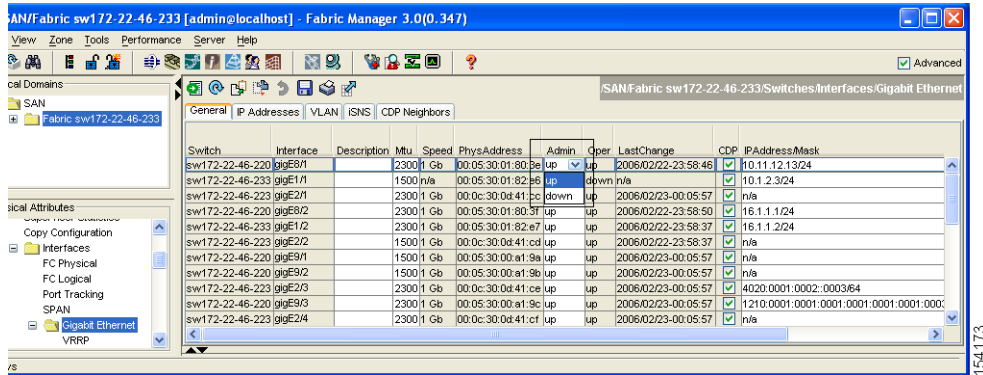 SAN/Fabric sw172-22-46-233 [admin@localhost] - Fabric Manager 3.0(0.347)
View Zone Tools Performance Server Help
Advanced
cal Domains
SAN
Fabric sw172-22-46-233
/SAN/Fabric sw172-22-46-233/Switches/Interfaces/Gigabit Ethernet
General IP Addresses VLAN iSNS CDP Neighbors
Switch Interface Description Mtu Speed PhysAddress Admin Oper LastChange CDP IPAddress/Mask
sw172-22-46-220 gigE8/1 2300 1 Gb 00:05:30:01:80:3e up up 2006/02/22-23:58:46 10.11.12.13/24
sw172-22-46-233 gigE1/1 1500 n/a 00:05:30:01:82:e6 up down n/a 10.1.2.3/24
sw172-22-46-223 gigE2/1 2300 1 Gb 00:0c:30:0d:41:cc down up 2006/02/23-00:05:57 n/a
sw172-22-46-220 gigE8/2 2300 1 Gb 00:05:30:01:80:3f up up 2006/02/22-23:58:50 16.1.1.1/24
sw172-22-46-233 gigE1/2 2300 1 Gb 00:05:30:01:82:e7 up up 2006/02/22-23:58:37 16.1.1.2/24
sw172-22-46-223 gigE2/2 1500 1 Gb 00:0c:30:0d:41:cd up up 2006/02/22-23:58:37 n/a
sw172-22-46-220 gigE9/1 1500 1 Gb 00:05:30:00:a1:9a up up 2006/02/23-00:05:57 n/a
sw172-22-46-220 gigE9/2 1500 1 Gb 00:05:30:00:a1:9b up up 2006/02/23-00:05:57 n/a
sw172-22-46-223 gigE2/3 2300 1 Gb 00:0c:30:0d:41:ce up up 2006/02/23-00:05:57 4020:0001:0002::0003/64
sw172-22-46-220 gigE9/3 2300 1 Gb 00:05:30:00:a1:9c up up 2006/02/23-00:05:57 1210:0001:0001:0001:0001:0001:0001:000
sw172-22-46-223 gigE2/4 2300 1 Gb 00:0c:30:0d:41:cf up up 2006/02/23-00:05:57 n/a
sical Attributes
Copy Configuration
Interfaces
FC Physical
FC Logical
Port Tracking
SPAN
Gigabit Ethernet
VRRP
ys
154173